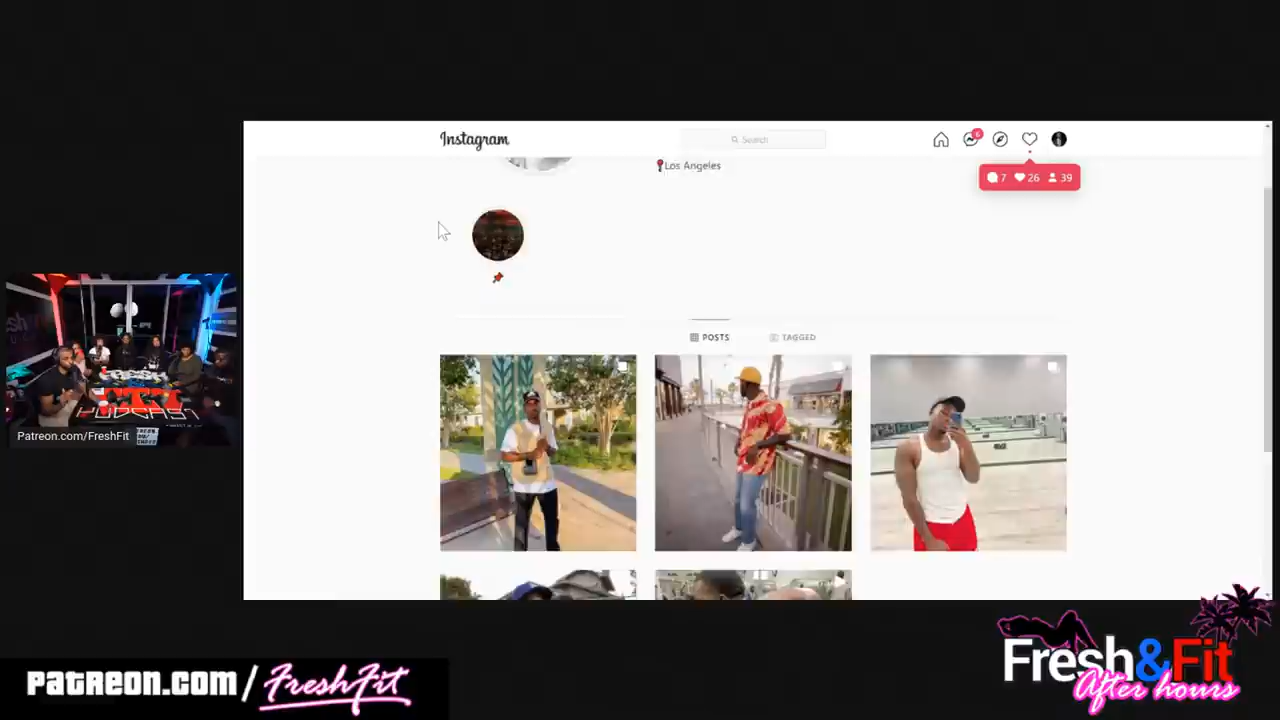 Instagram
Search
6
Los Angeles
7 26 39
POSTS
TAGGED
Patreon.com/FreshFit
PATREON.COM/FRESHFIT
Fresh&Fit
After hours